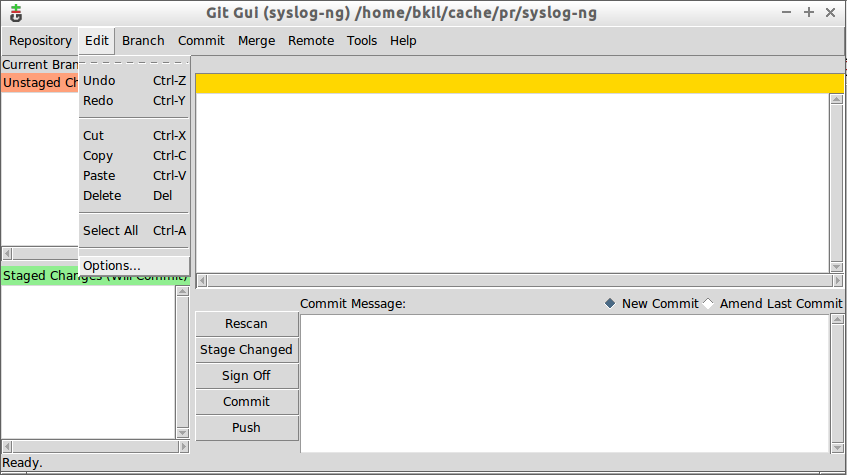 Git Gui (syslog-ng) /home/bkil/cache/pr/syslog-ng
Repository Edit Branch Commit Merge Remote Tools Help
Current Bran
Unstaged Ch
Undo Ctrl-Z
Redo Ctrl-Y
Cut Ctrl-X
Copy Ctrl-C
Paste Ctrl-V
Delete Del
Select All Ctrl-A
Options...
Staged Changes (Will Commit)
Commit Message: New Commit Amend Last Commit
Rescan
Stage Changed
Sign Off
Commit
Push
Ready.